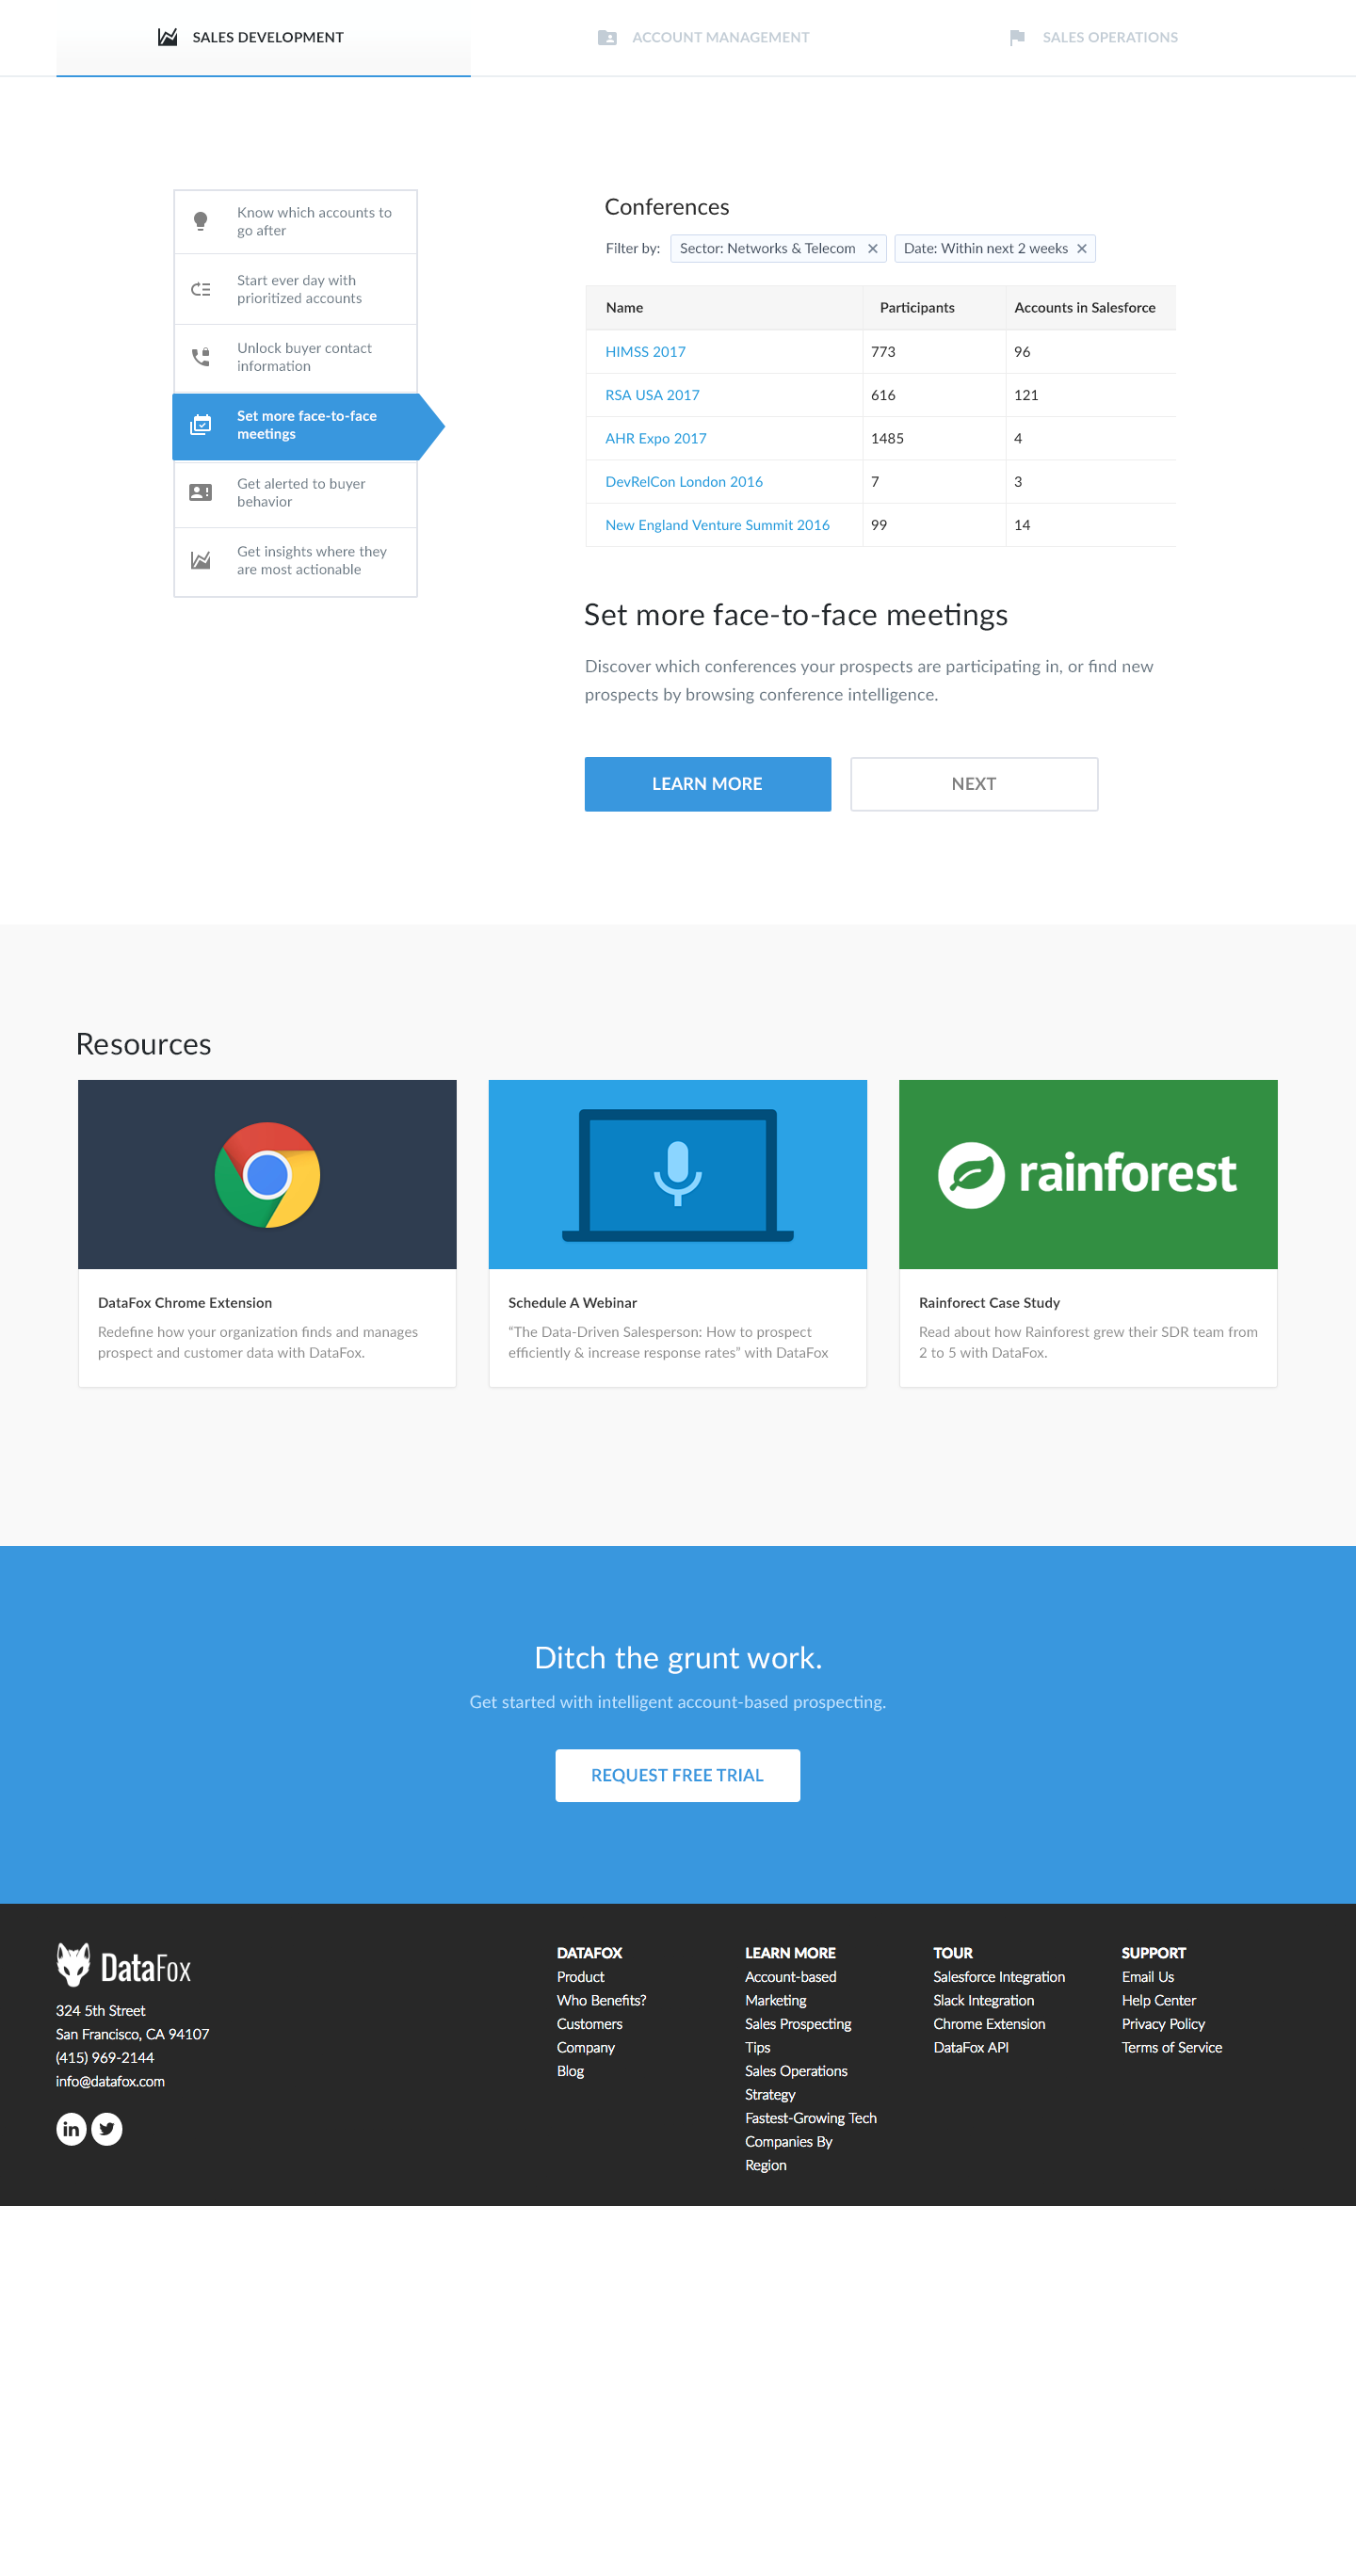 SALES DEVELOPMENT
ACCOUNT MANAGEMENT
SALES OPERATIONS
Know which accounts to
go after
Start ever day with
prioritized accounts
Unlock buyer contact
information
Set more face-to-face
meetings
Get alerted to buyer
behavior
Get insights where they
are most actionable
Conferences
Filter by: Sector: Networks & Telecom ✕ Date: Within next 2 weeks ✕
Name Participants Accounts in Salesforce
HIMSS 2017 773 96
RSA USA 2017 616 121
AHR Expo 2017 1485 4
DevRelCon London 2016 7 3
New England Venture Summit 2016 99 14
Set more face-to-face meetings
Discover which conferences your prospects are participating in, or find new
prospects by browsing conference intelligence.
LEARN MORE
NEXT
Resources
DataFox Chrome Extension
Redefine how your organization finds and manages
prospect and customer data with DataFox.
Schedule A Webinar
“The Data-Driven Salesperson: How to prospect
efficiently & increase response rates” with DataFox
rainforest
Rainforect Case Study
Read about how Rainforest grew their SDR team from
2 to 5 with DataFox.
Ditch the grunt work.
Get started with intelligent account-based prospecting.
REQUEST FREE TRIAL
DataFox
324 5th Street
San Francisco, CA 94107
(415) 969-2144
info@datafox.com
in
DATAFOX
Product
Who Benefits?
Customers
Company
Blog
LEARN MORE
Account-based
Marketing
Sales Prospecting
Tips
Sales Operations
Strategy
Fastest-Growing Tech
Companies By
Region
TOUR
Salesforce Integration
Slack Integration
Chrome Extension
DataFox API
SUPPORT
Email Us
Help Center
Privacy Policy
Terms of Service